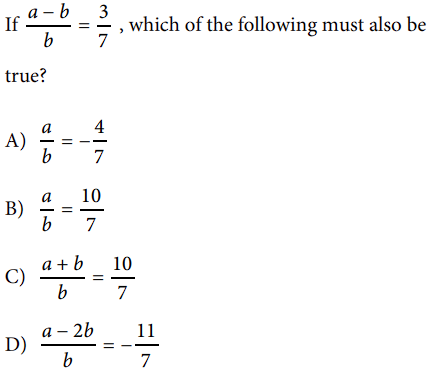 If \frac{a-b}{b} = \frac{3}{7} , which of the following must also be
true?
A) \frac{a}{b} = -\frac{4}{7}
B) \frac{a}{b} = \frac{10}{7}
C) \frac{a+b}{b} = \frac{10}{7}
D) \frac{a-2b}{b} = -\frac{11}{7}